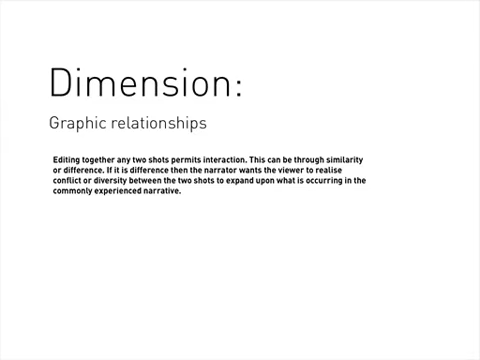 Dimension:
Graphic relationships
Editing together any two shots permits interaction. This can be through similarity
or difference. If it is difference then the narrator wants the viewer to realise
conflict or diversity between the two shots to expand upon what is occurring in the
commonly experienced narrative.